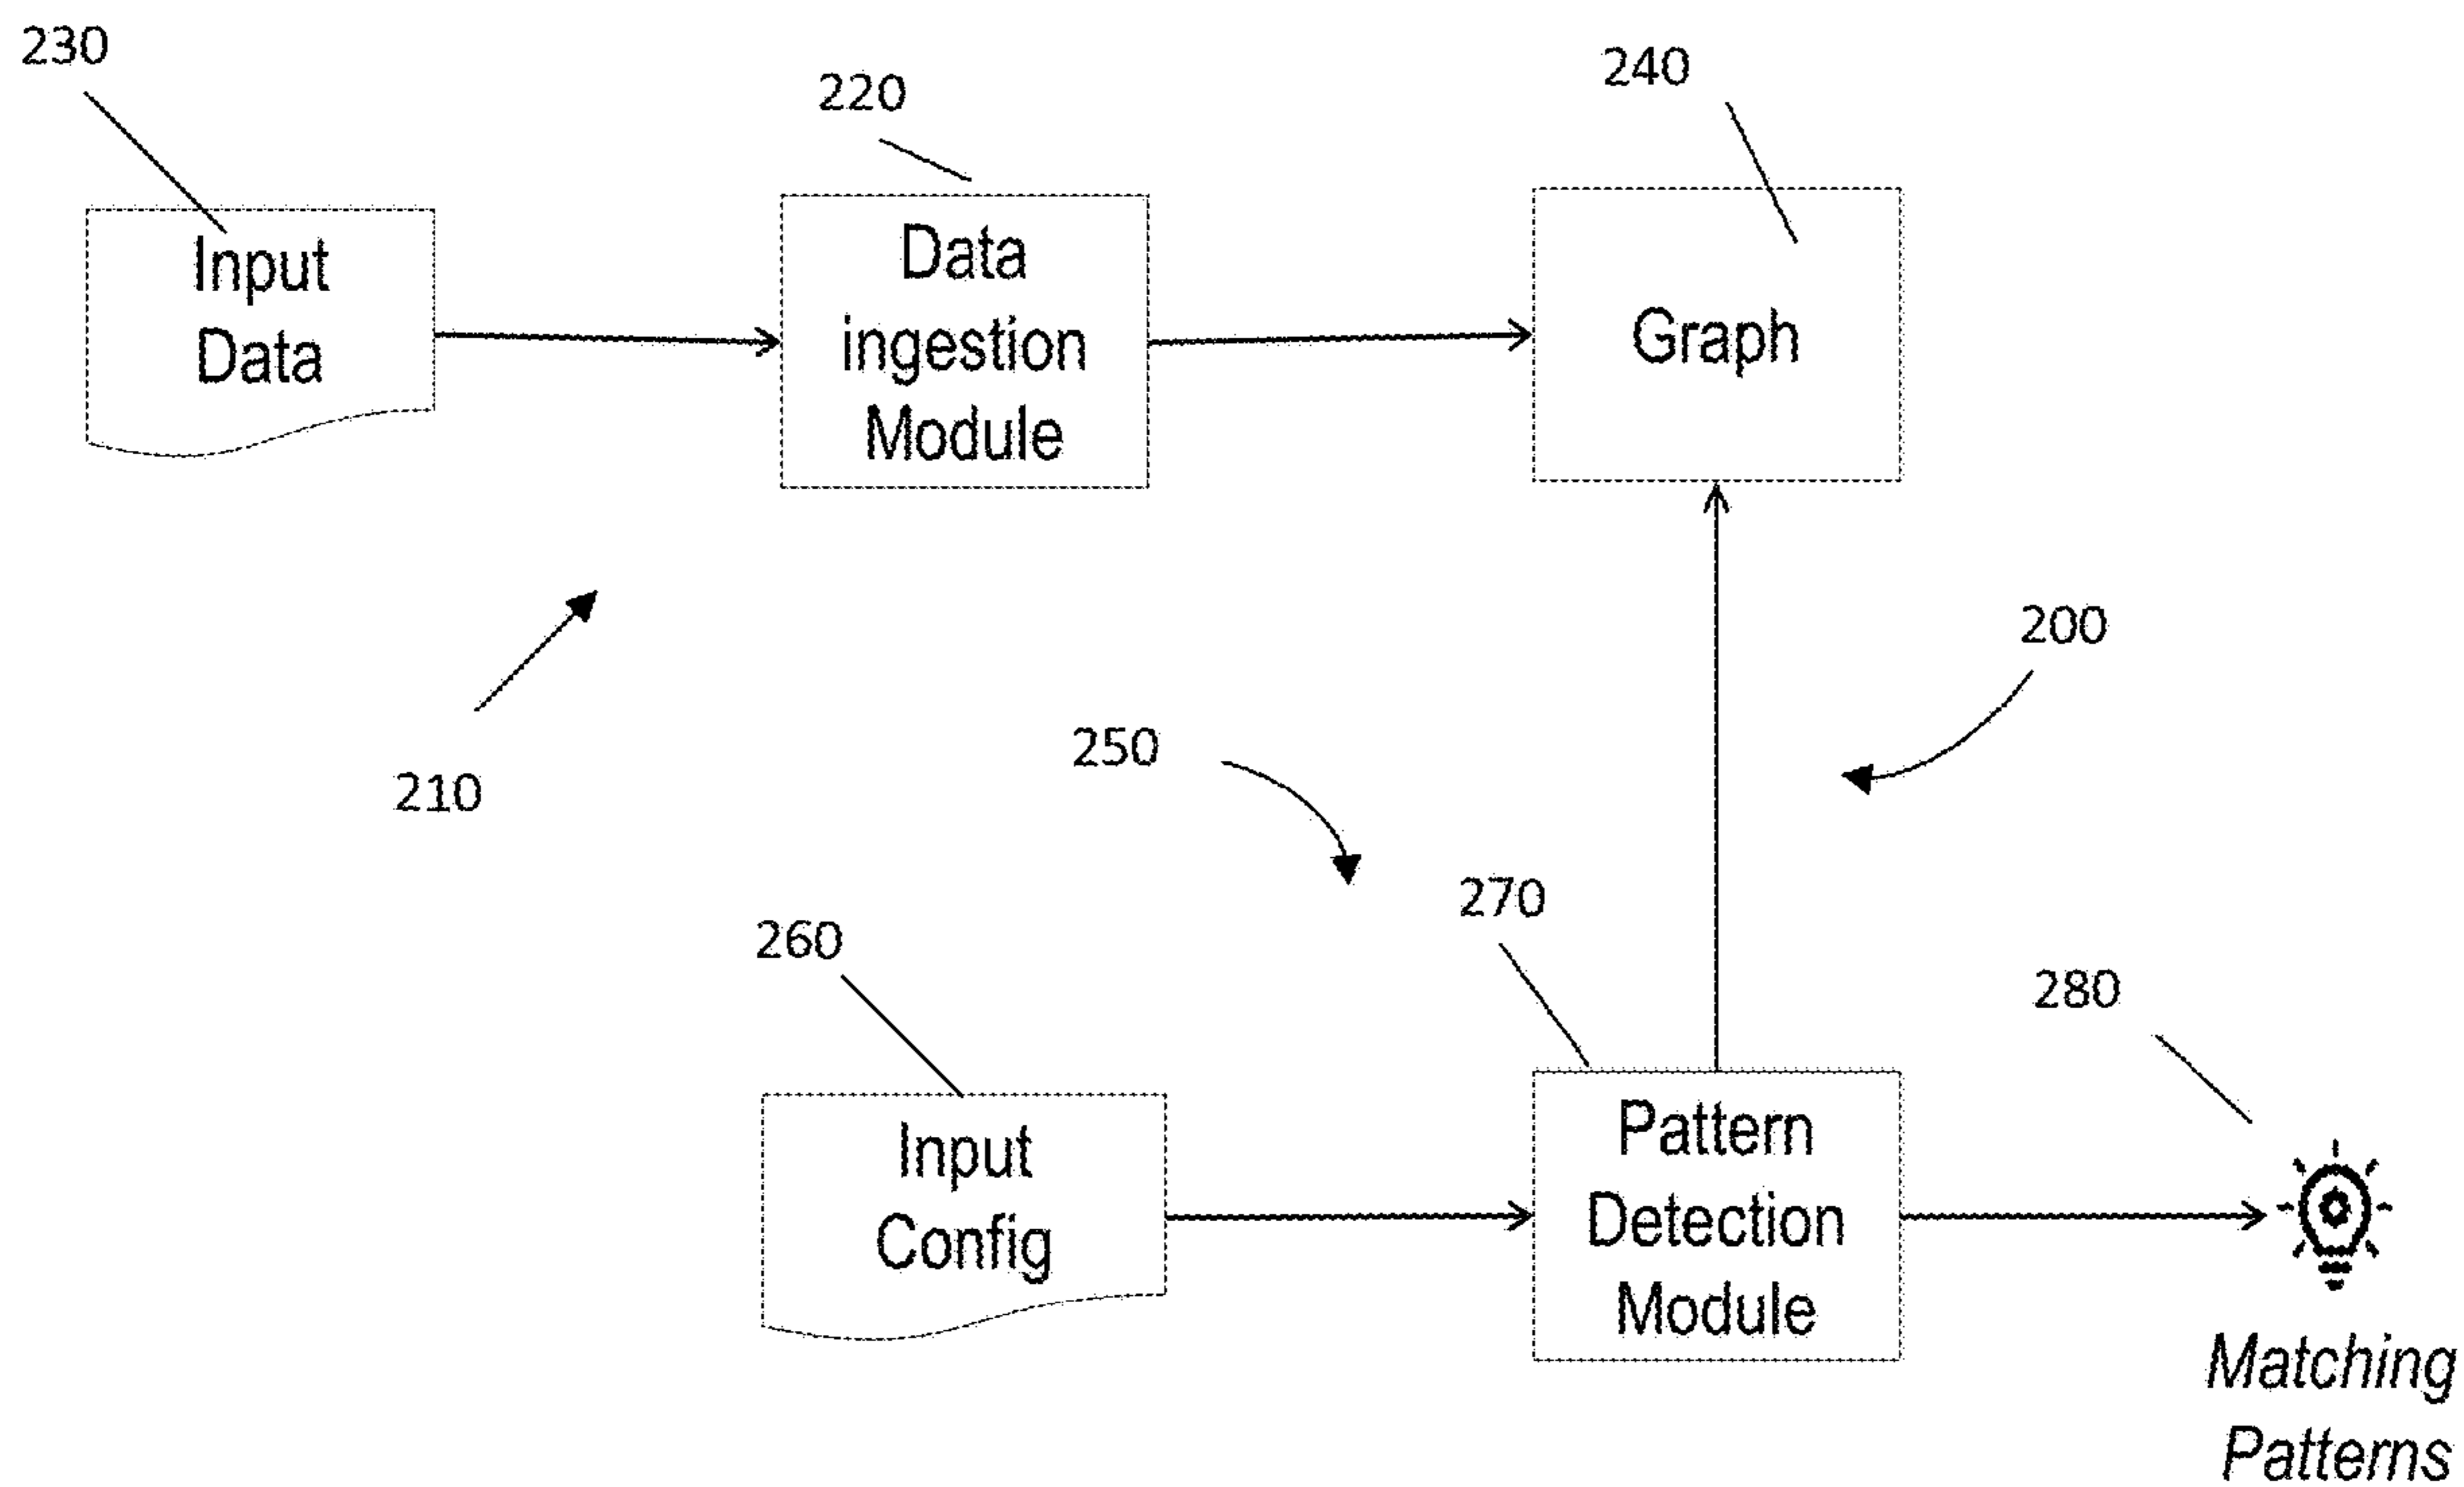 230
220
240
Input
Data
Data
ingestion
Module
Graph
200
250
210
270
260
280
Input
Config
Pattern
Detection
Module
Matching
Patterns